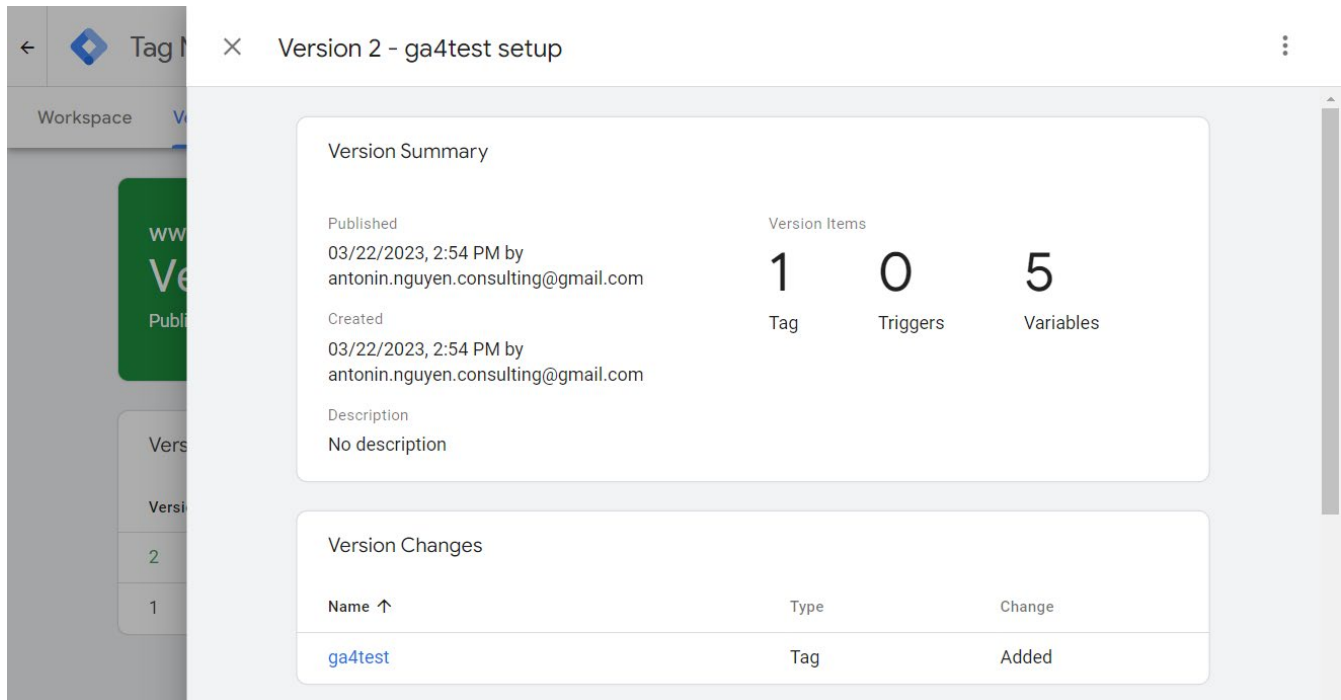 Tag
Version 2 - ga4test setup
Workspace
Version Summary
Published
03/22/2023, 2:54 PM by
antonin.nguyen.consulting@gmail.com
Created
03/22/2023, 2:54 PM by
antonin.nguyen.consulting@gmail.com
Description
No description
Version Items
1 0 5
Tag Triggers Variables
2
1
Version Changes
Name Type Change
ga4test Tag Added